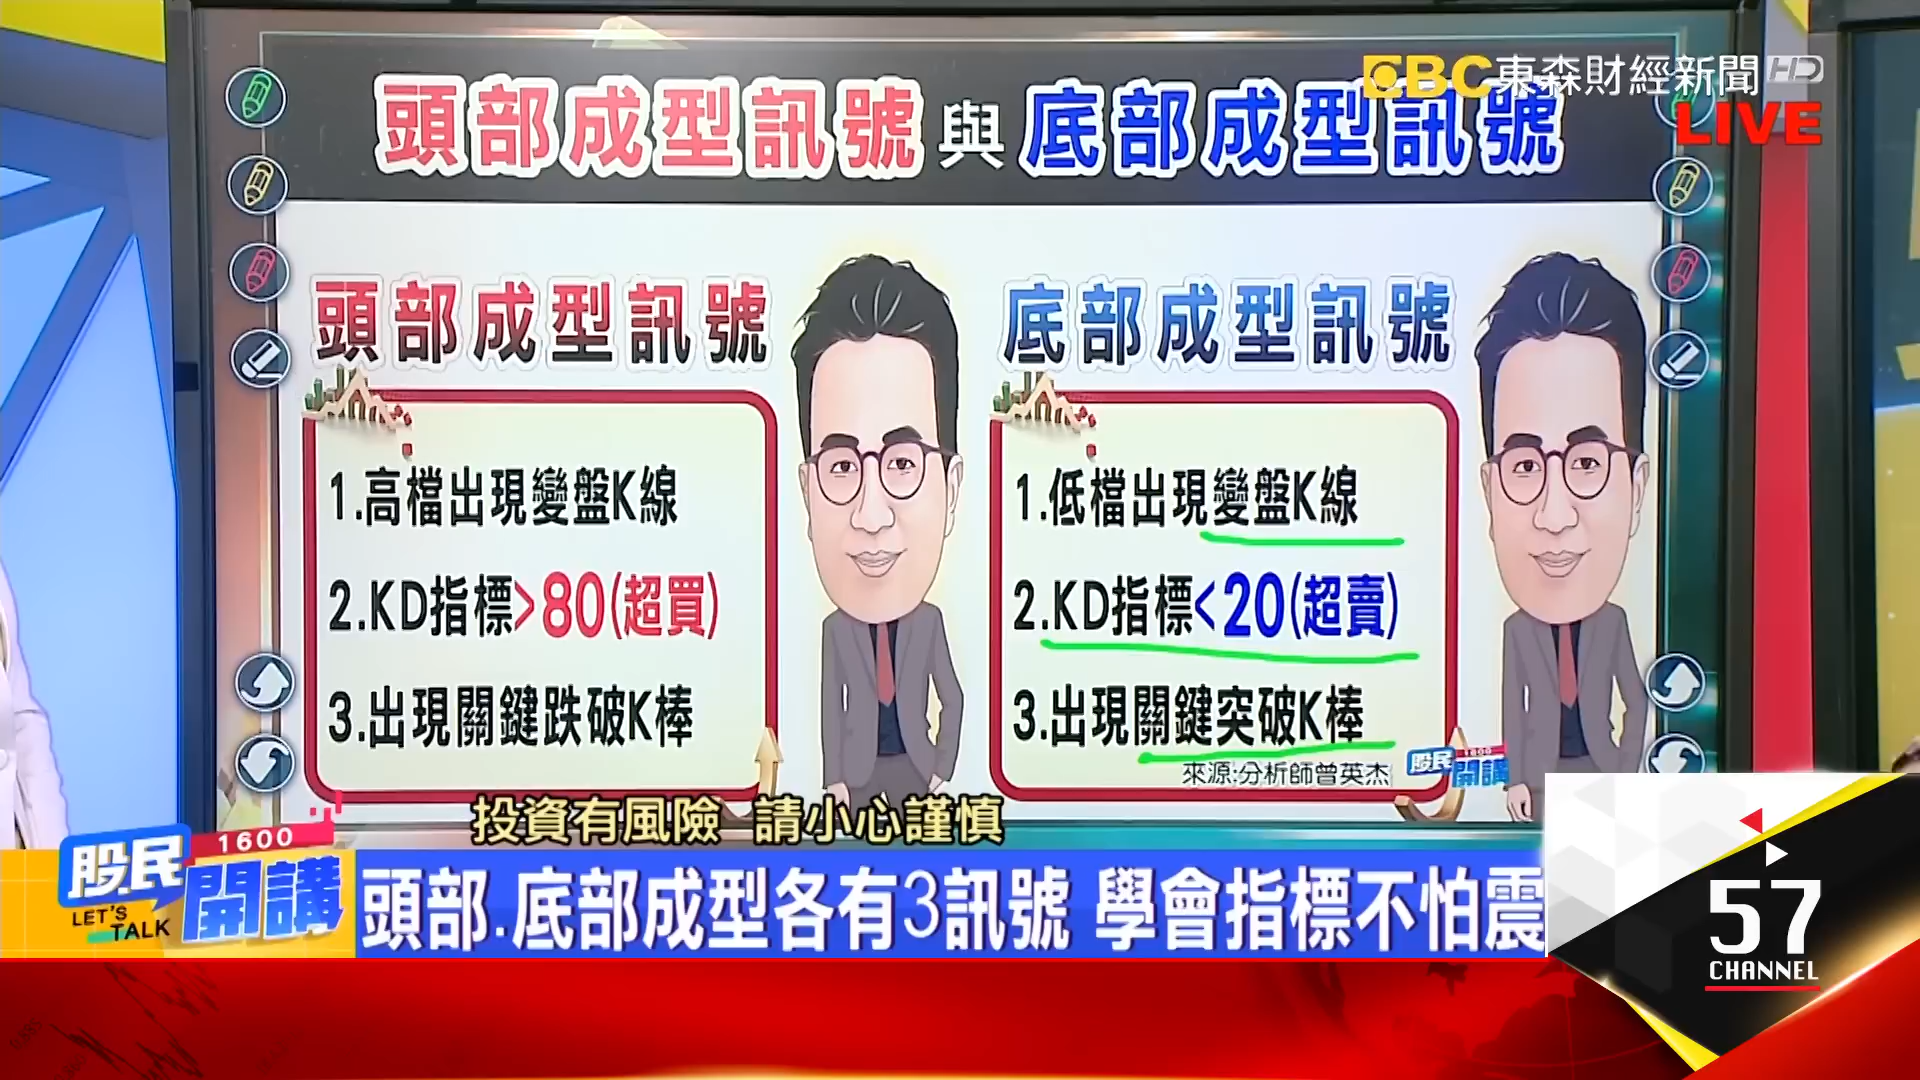 EBC 東森財經新聞 HD
LIVE
頭部成型訊號與底部成型訊號
頭部成型訊號
1.高檔出現變盤K線
2.KD指標>80(超買)
3.出現關鍵跌破K棒
底部成型訊號
1.低檔出現變盤K線
2.KD指標<20(超賣)
3.出現關鍵突破K棒
來源:分析師曾英杰
股民開講
1600
投資有風險 請小心謹慎
股民開講
1600
LET'S TALK
頭部.底部成型各有3訊號 學會指標不怕震
57
CHANNEL